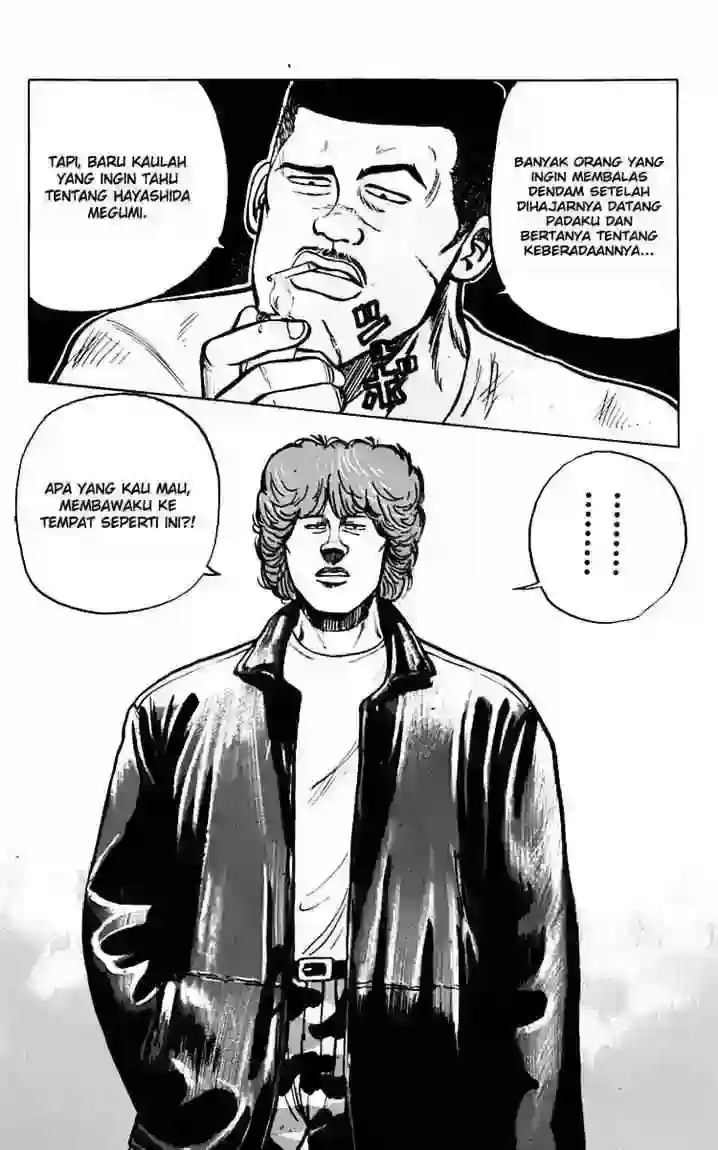 BANYAK ORANG YANG
INGIN MEMBALAS
DENDAM SETELAH
DIHAJARNYA DATANG
PADAKU DAN
BERTANYA TENTANG
KEBERADAANNYA...
TAPI, BARU KAULAH
YANG INGIN TAHU
TENTANG HAYASHIDA
MEGUMI.
APA YANG KAU MAU,
MEMBAWAKU KE
TEMPAT SEPERTI INI?!